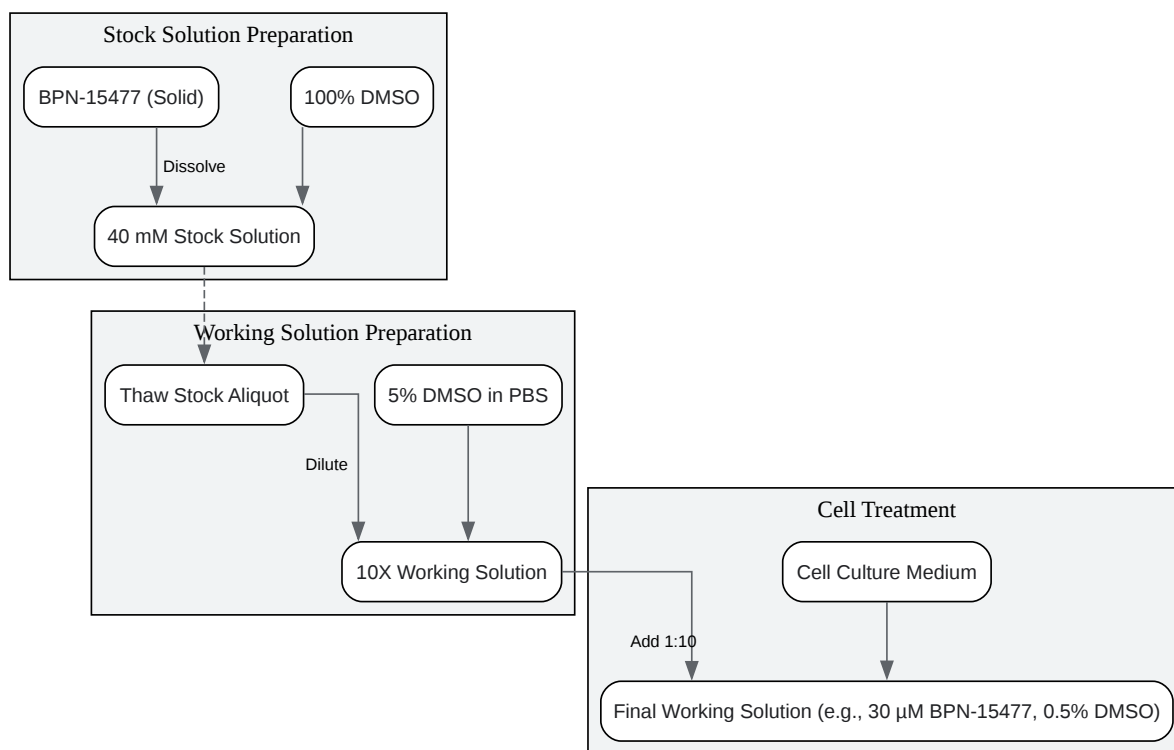 Stock Solution Preparation
BPN-15477 (Solid)
100% DMSO
Dissolve
40 mM Stock Solution
Working Solution Preparation
Thaw Stock Aliquot
5% DMSO in PBS
Dilute
10X Working Solution
Cell Treatment
Cell Culture Medium
Add 1:10
Final Working Solution (e.g., 30 µM BPN-15477, 0.5% DMSO)